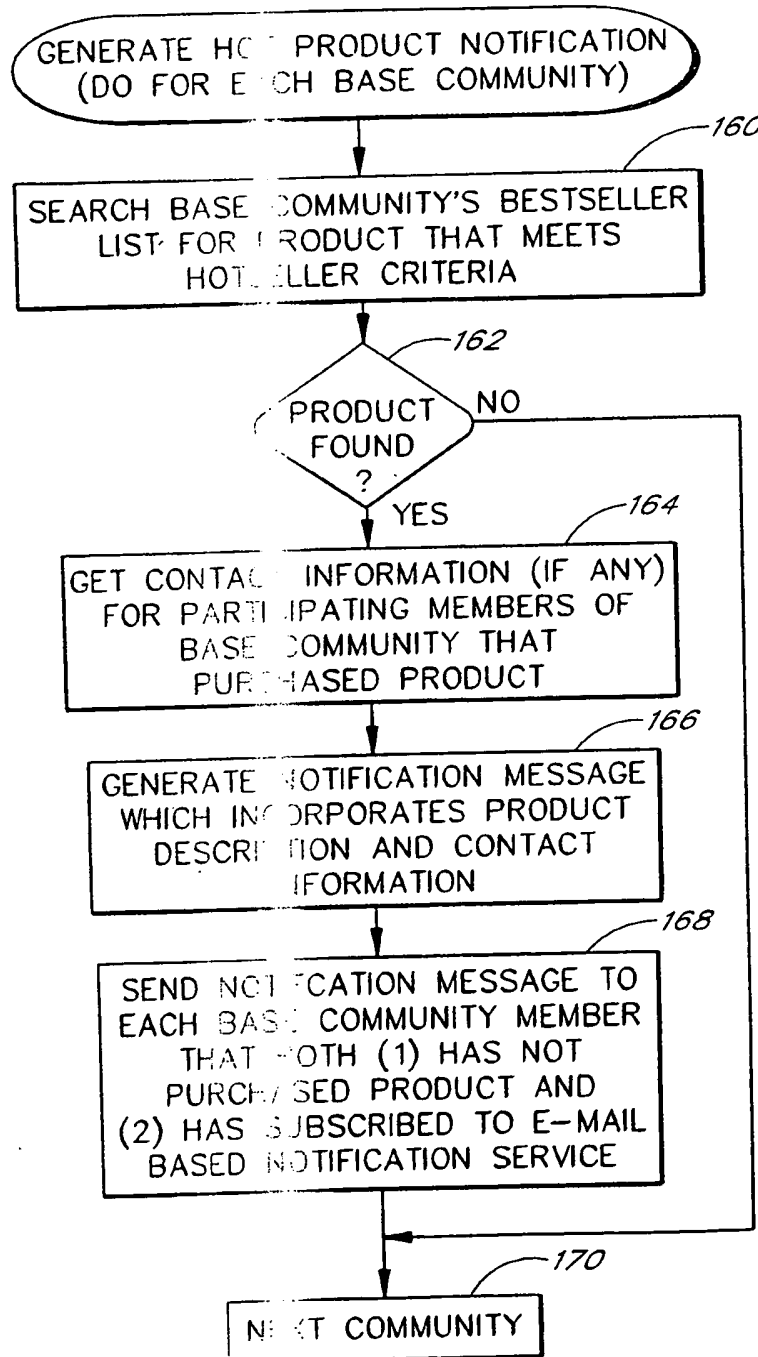 GENERATE HOT PRODUCT NOTIFICATION
(DO FOR EACH BASE COMMUNITY)
160
SEARCH BASE COMMUNITY'S BESTSELLER
LIST FOR PRODUCT THAT MEETS
HOTSELLER CRITERIA
162
PRODUCT
FOUND
?
NO
YES
164
GET CONTACT INFORMATION (IF ANY)
FOR PARTICIPATING MEMBERS OF
BASE COMMUNITY THAT
PURCHASED PRODUCT
166
GENERATE NOTIFICATION MESSAGE
WHICH INCORPORATES PRODUCT
DESCRIPTION AND CONTACT
INFORMATION
168
SEND NOTIFCATION MESSAGE TO
EACH BASE COMMUNITY MEMBER
THAT BOTH (1) HAS NOT
PURCHASED PRODUCT AND
(2) HAS SUBSCRIBED TO E-MAIL
BASED NOTIFICATION SERVICE
170
NEXT COMMUNITY